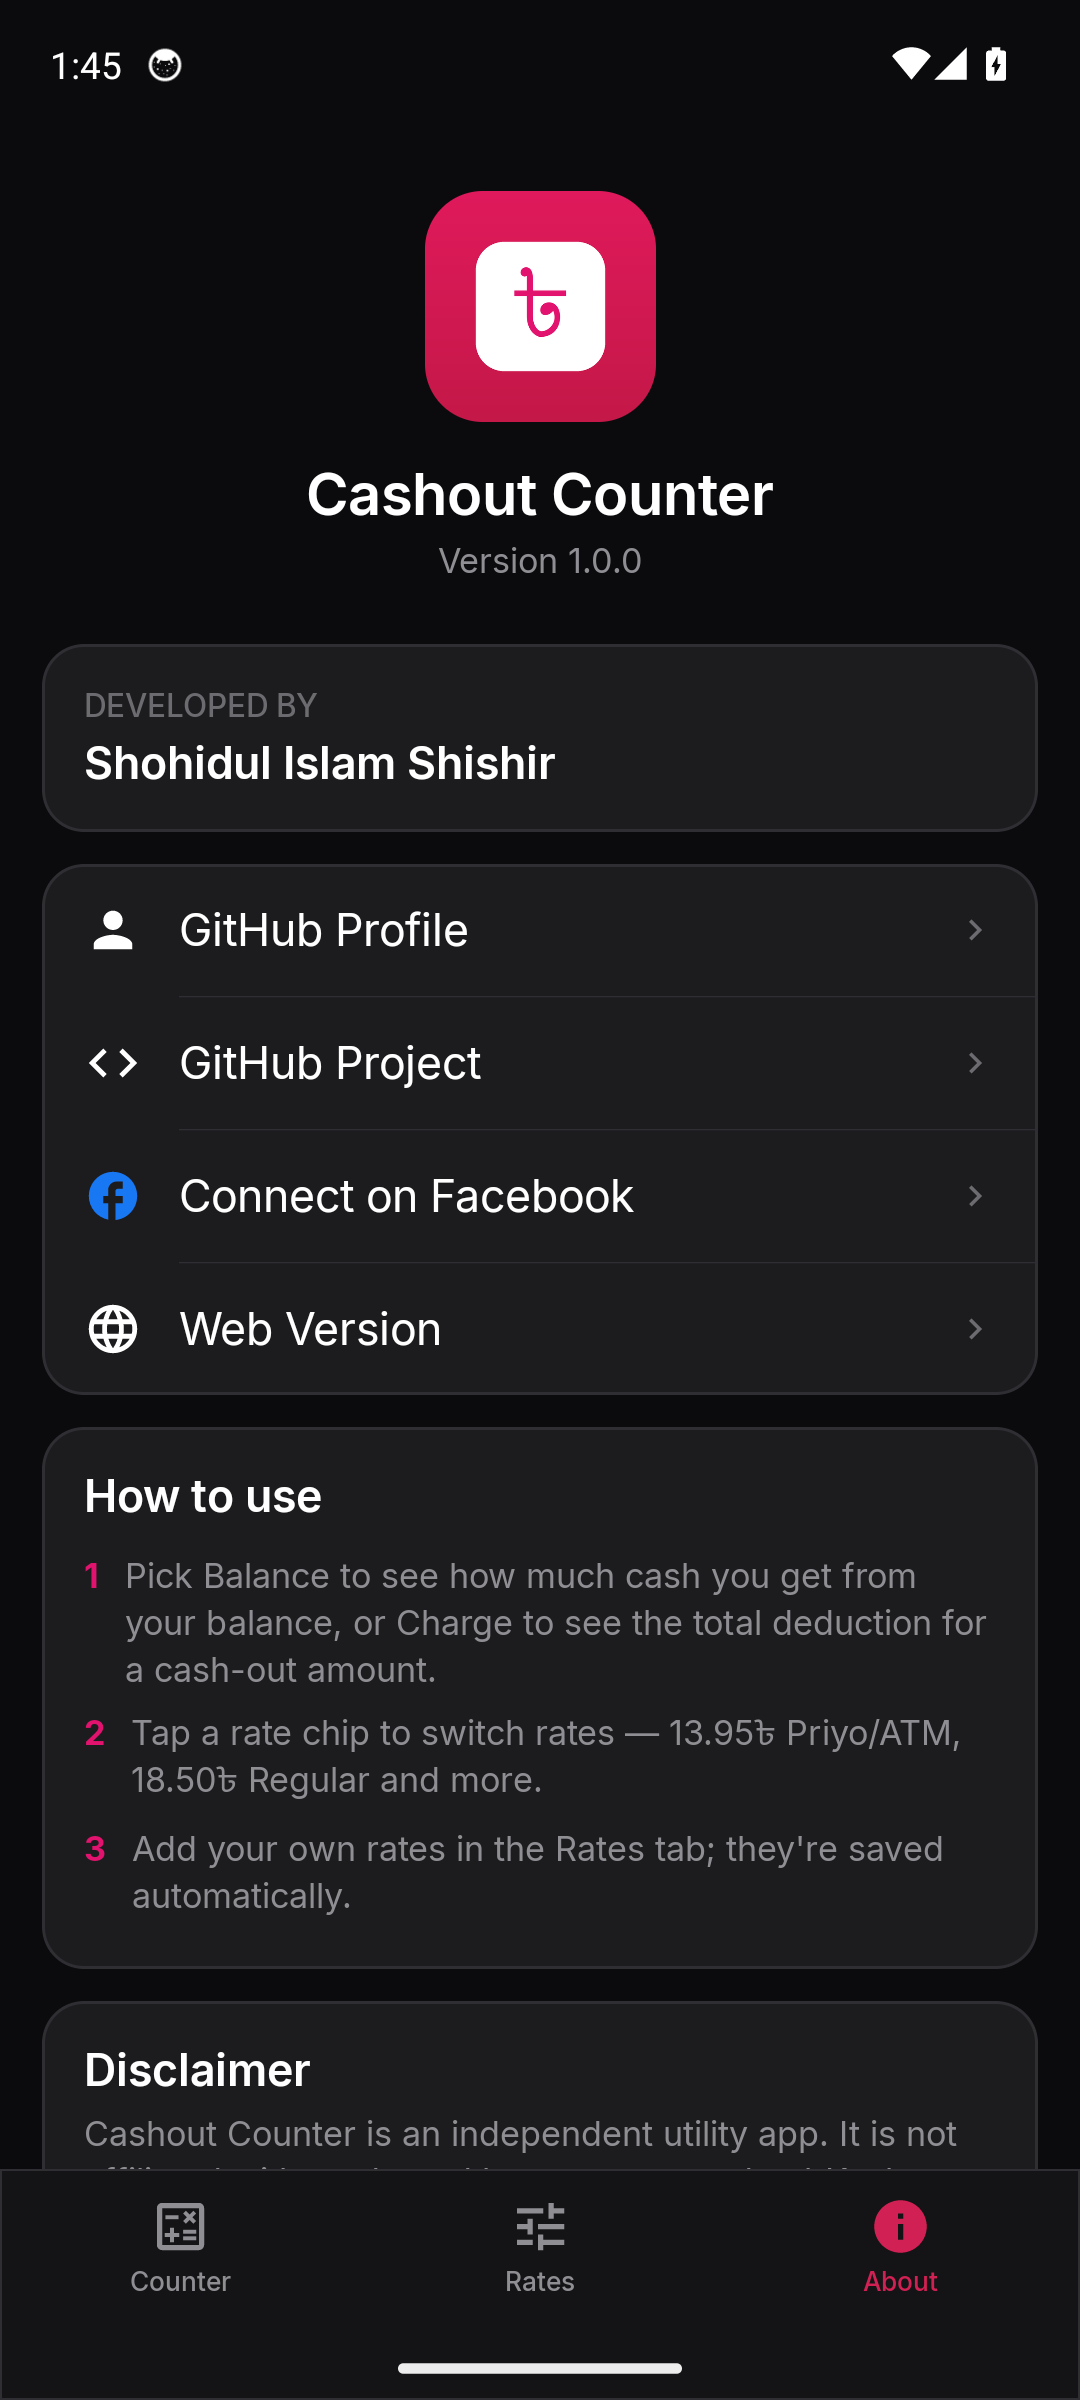 1:45
৳
Cashout Counter
Version 1.0.0
DEVELOPED BY
Shohidul Islam Shishir
GitHub Profile
GitHub Project
Connect on Facebook
Web Version
How to use
1 Pick Balance to see how much cash you get from
your balance, or Charge to see the total deduction for
a cash-out amount.
2 Tap a rate chip to switch rates — 13.95৳ Priyo/ATM,
18.50৳ Regular and more.
3 Add your own rates in the Rates tab; they're saved
automatically.
Disclaimer
Cashout Counter is an independent utility app. It is not
Counter
Rates
About